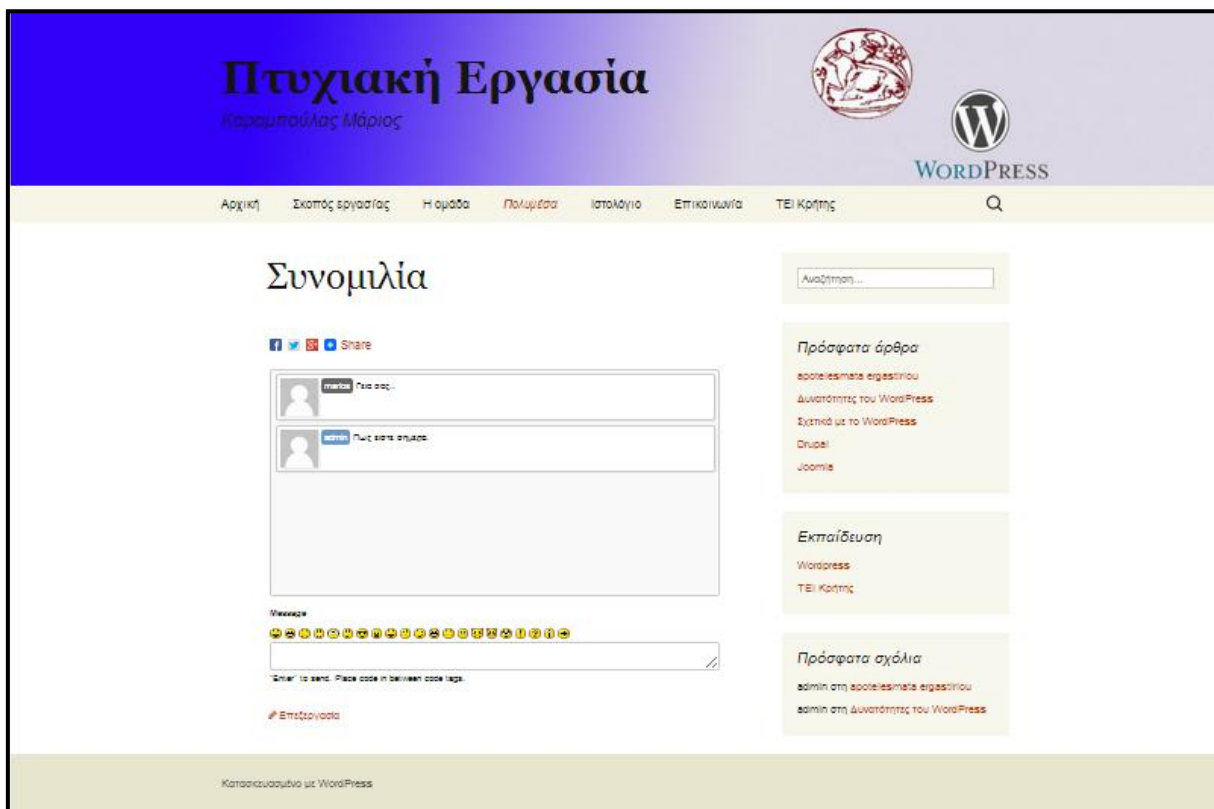 Πτυχιακή Εργασία
Καραμπούλας Μάριος
WORDPRESS
Αρχική Σκοπός εργασίας Η ομάδα Πολυμέσα Ιστολόγιο Επικοινωνία ΤΕΙ Κρήτης
Συνομιλία
Share
marios Γεια σας..
admin Πως ειστε σημερα.
Message
"Enter" to send. Place code in between code tags.
Επεξεργασία
Αναζήτηση...
Πρόσφατα άρθρα
apotelesmata ergastiriou
Δυνατότητες του WordPress
Σχετικά με το WordPress
Drupal
Joomla
Εκπαίδευση
Wordpress
ΤΕΙ Κρήτης
Πρόσφατα σχόλια
admin στη apotelesmata ergastiriou
admin στη Δυνατότητες του WordPress
Κατασκευασμένο με WordPress